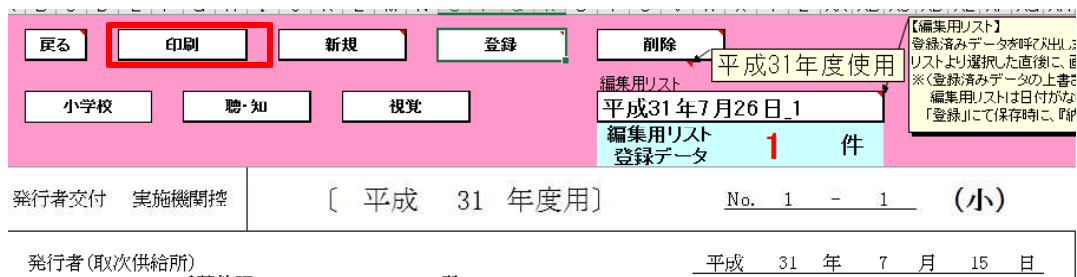 戻る 印刷 新規 登録 削除
平成31年度使用
【編集用リスト】
登録済みデータを呼び出しま
リストより選択した直後に、画
※(登録済みデータの上書き
編集用リストは日付がな
「登録」にて保存時に、『納
編集用リスト
小学校 聴・知 視覚 平成31年7月26日_1
編集用リスト
登録データ 1 件
発行者交付 実施機関控 〔 平成 31 年度用〕 No. 1 - 1 (小)
発行者(取次供給所) 平成 31 年 7 月 15 日